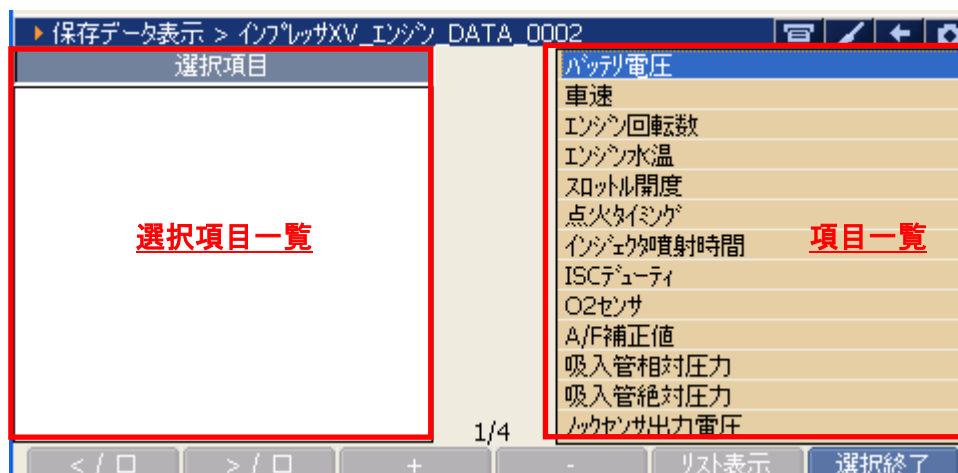 保存データ表示 > インプレッサXV_エンジン_DATA_0002
選択項目
選択項目一覧
1/4
バッテリ電圧
車速
エンジン回転数
エンジン水温
スロットル開度
点火タイミング
インジェクタ噴射時間
ISCデューティ
O2センサ
A/F補正値
吸入管相対圧力
吸入管絶対圧力
ノックセンサ出力電圧
項目一覧
< / ロ
> / ロ
+
-
リスト表示
選択終了